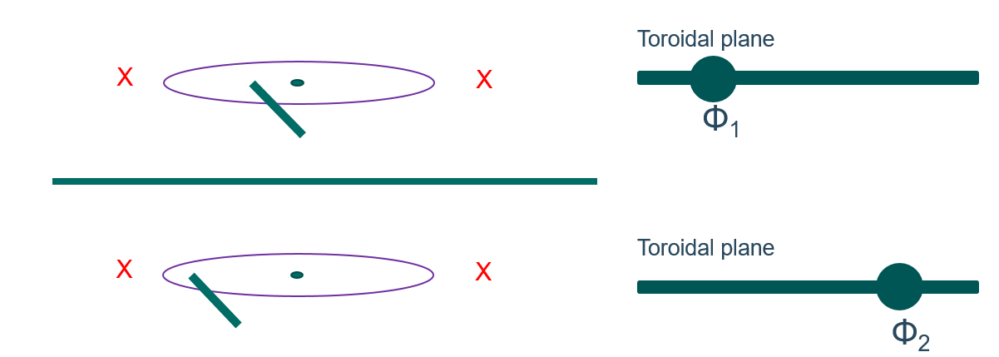 Toroidal plane
X X
Φ1
Toroidal plane
X X
Φ2